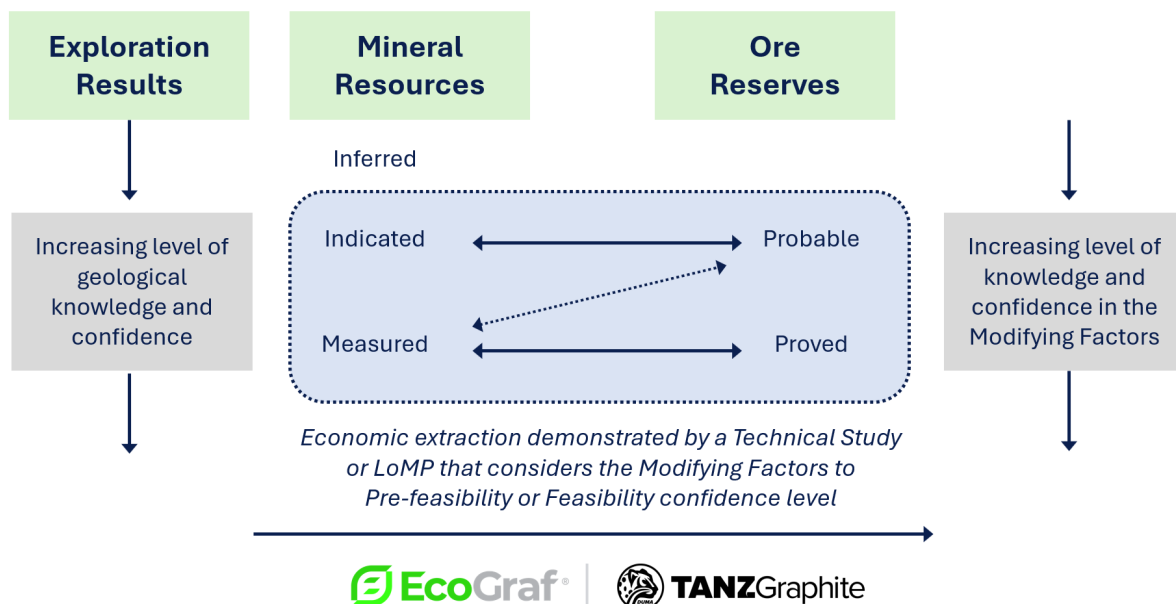 Exploration
Results
Mineral
Resources
Ore
Reserves
Inferred
Indicated
Probable
Measured
Proved
Increasing level of
geological
knowledge and
confidence
Increasing level of
knowledge and
confidence in the
Modifying Factors
Economic extraction demonstrated by a Technical Study
or LoMP that considers the Modifying Factors to
Pre-feasibility or Feasibility confidence level
EcoGraf®
DUMA
TANZGraphite